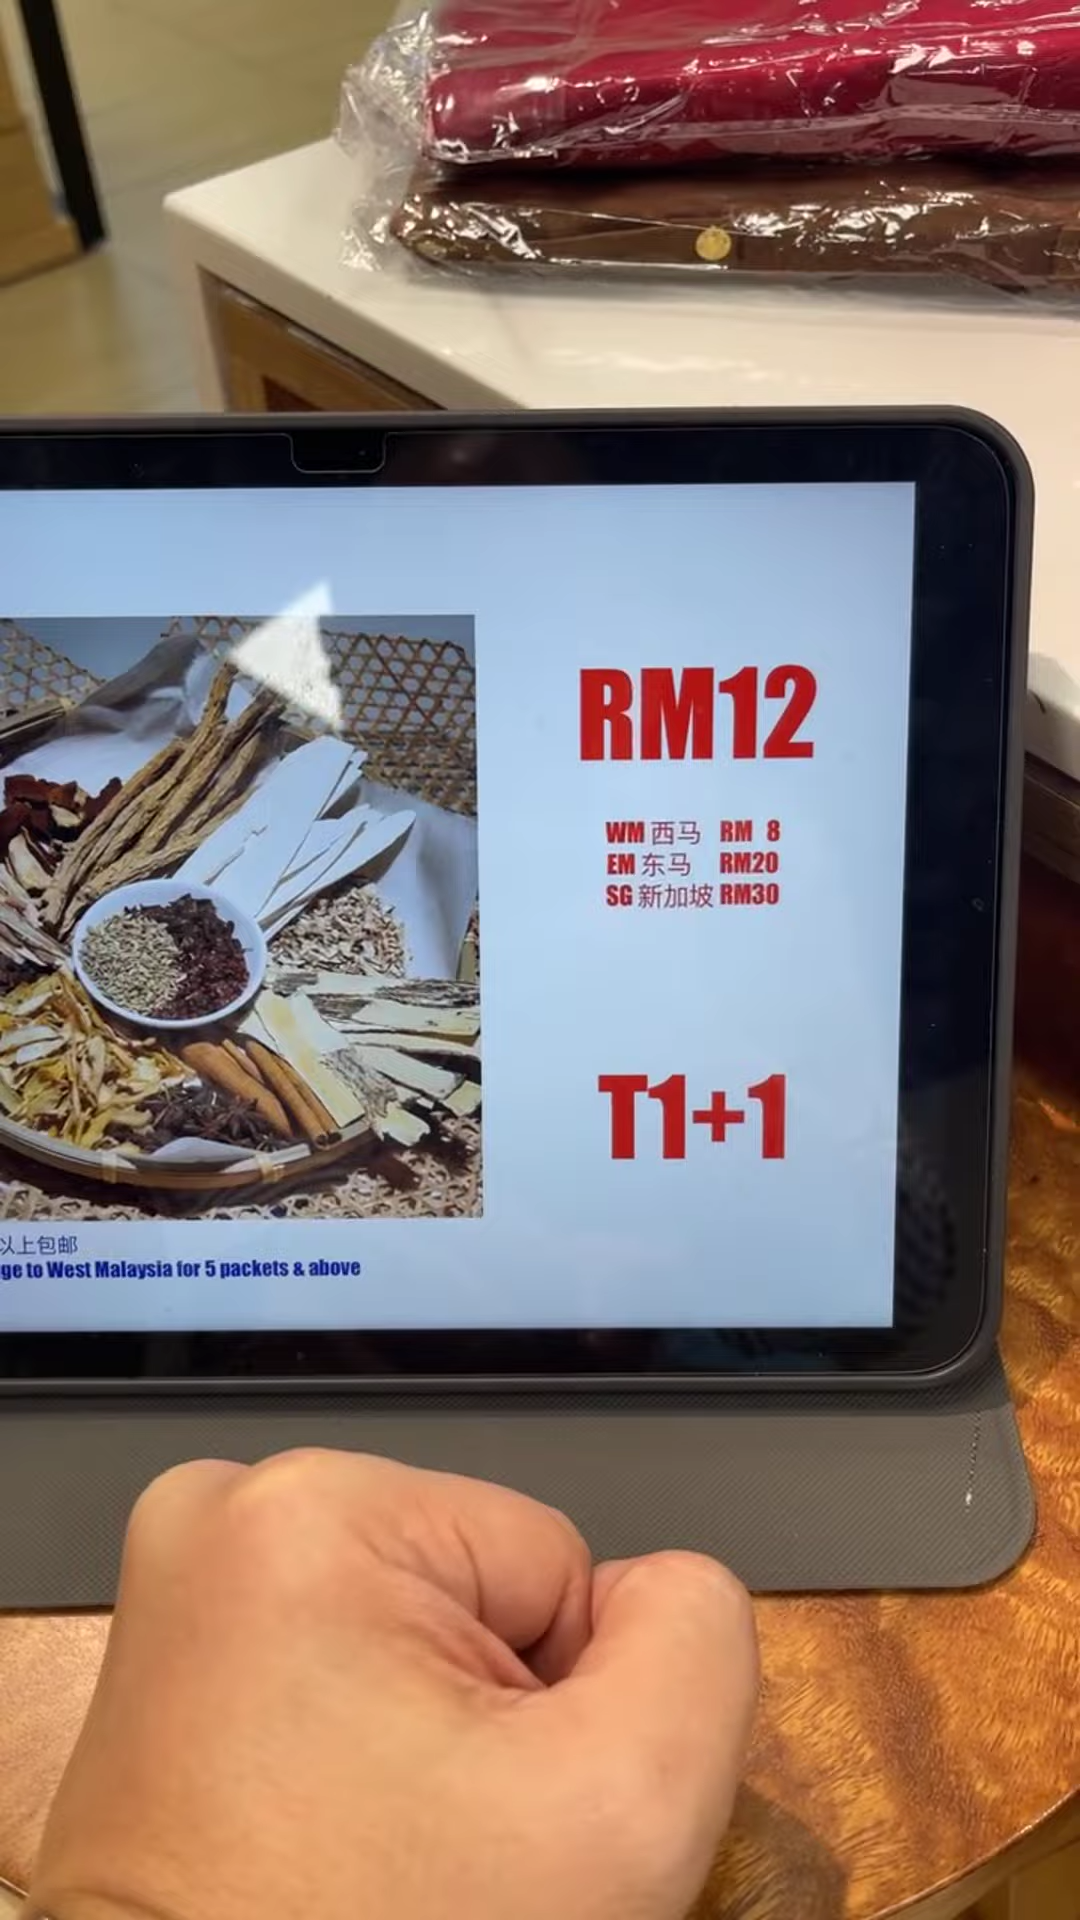 RM12
WM 西马 RM 8
EM 东马 RM20
SG 新加坡 RM30
T1+1
以上包邮
ge to West Malaysia for 5 packets & above